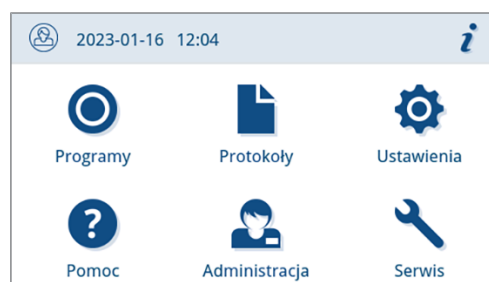 2023-01-16 12:04
Programy Protokoły Ustawienia
Pomoc Administracja Serwis